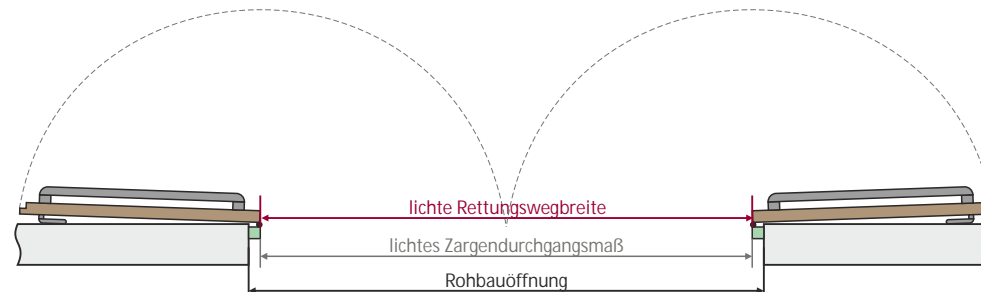 lichte Rettungswegbreite
lichtes Zargendurchgangsmaß
Rohbauöffnung